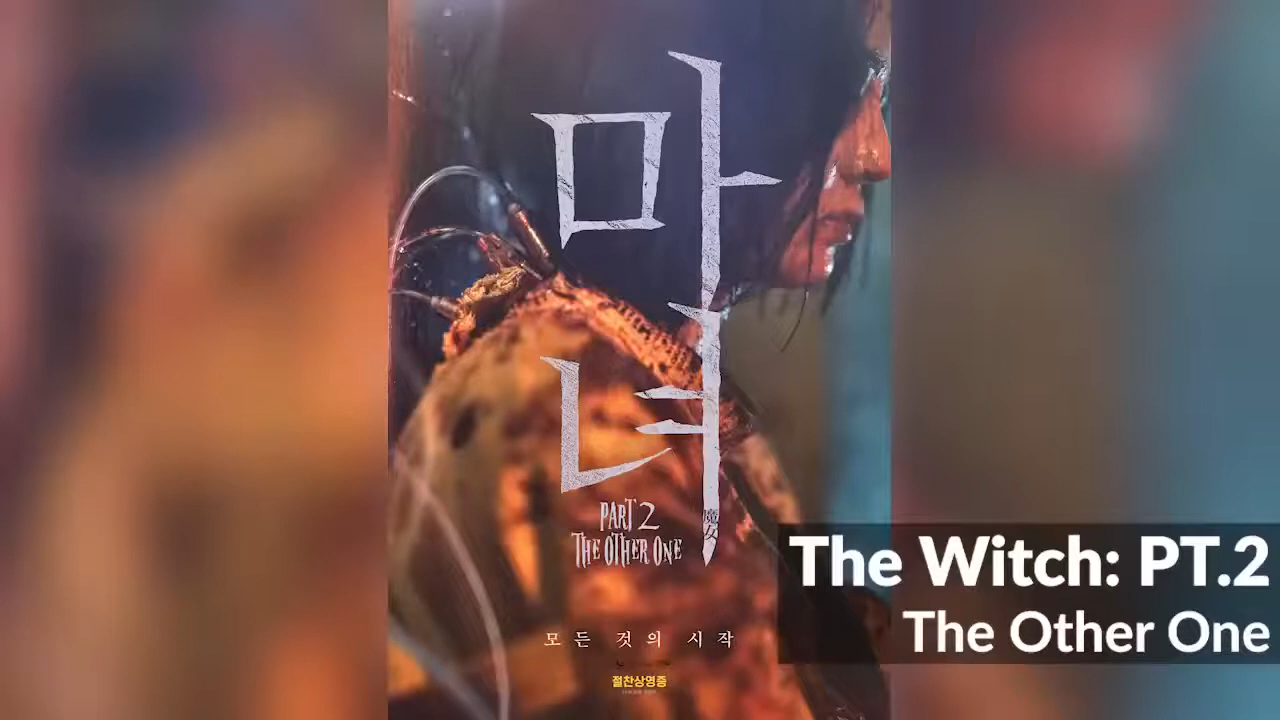 마녀
魔女
PART 2
THE OTHER ONE
모든 것의 시작
절찬상영중
The Witch: PT.2
The Other One